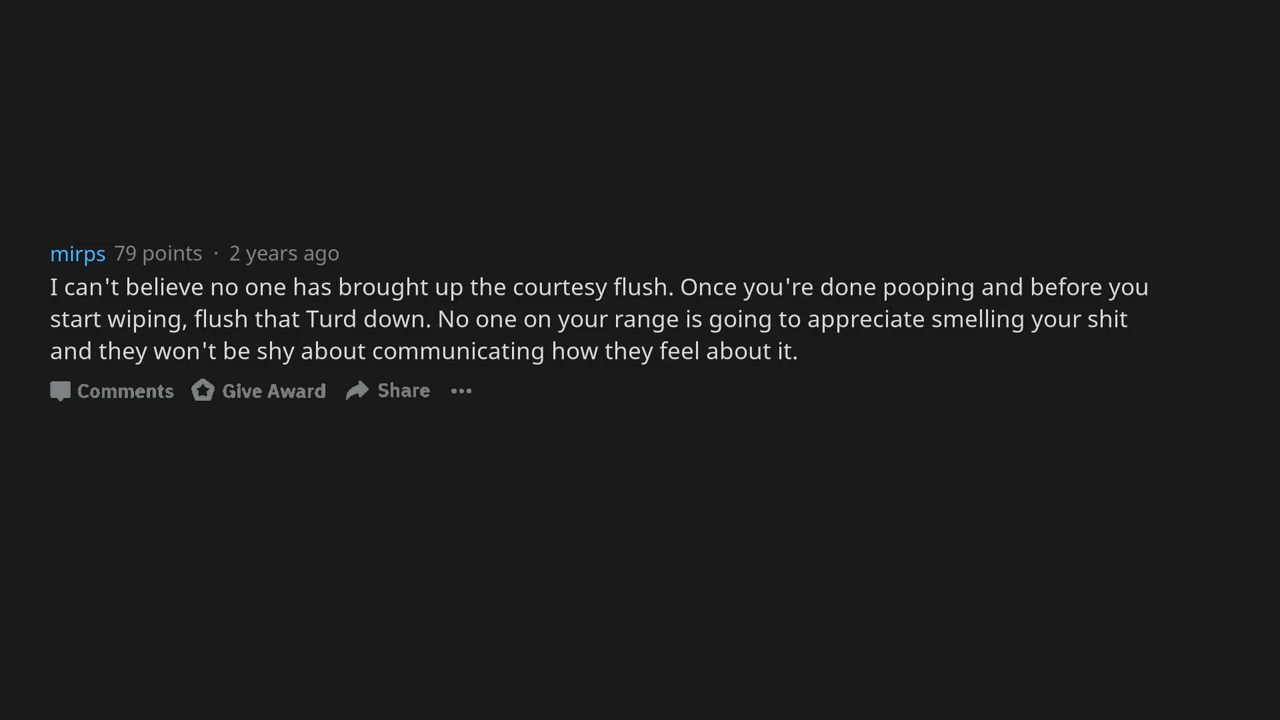 mirps 79 points · 2 years ago
I can't believe no one has brought up the courtesy flush. Once you're done pooping and before you
start wiping, flush that Turd down. No one on your range is going to appreciate smelling your shit
and they won't be shy about communicating how they feel about it.
Comments Give Award Share ...